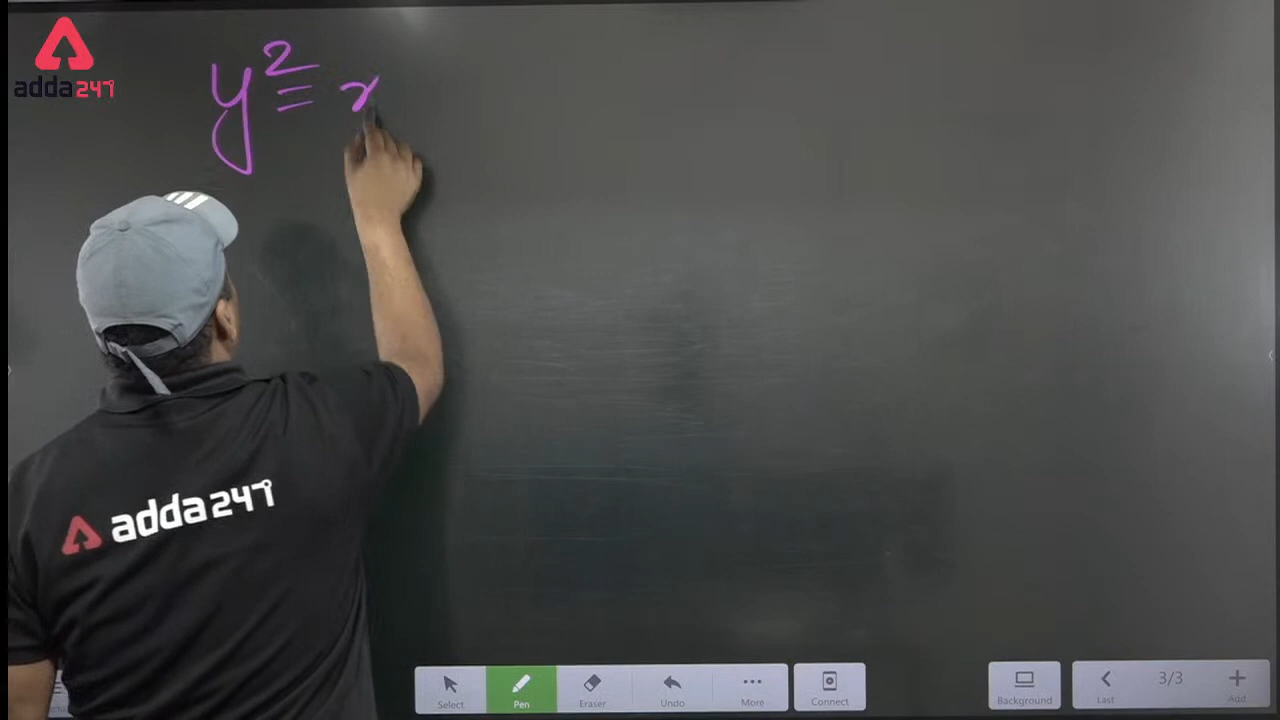 adda247
y² = x
adda247
Select Pen Eraser Undo More Connect Background Last 3/3 Add